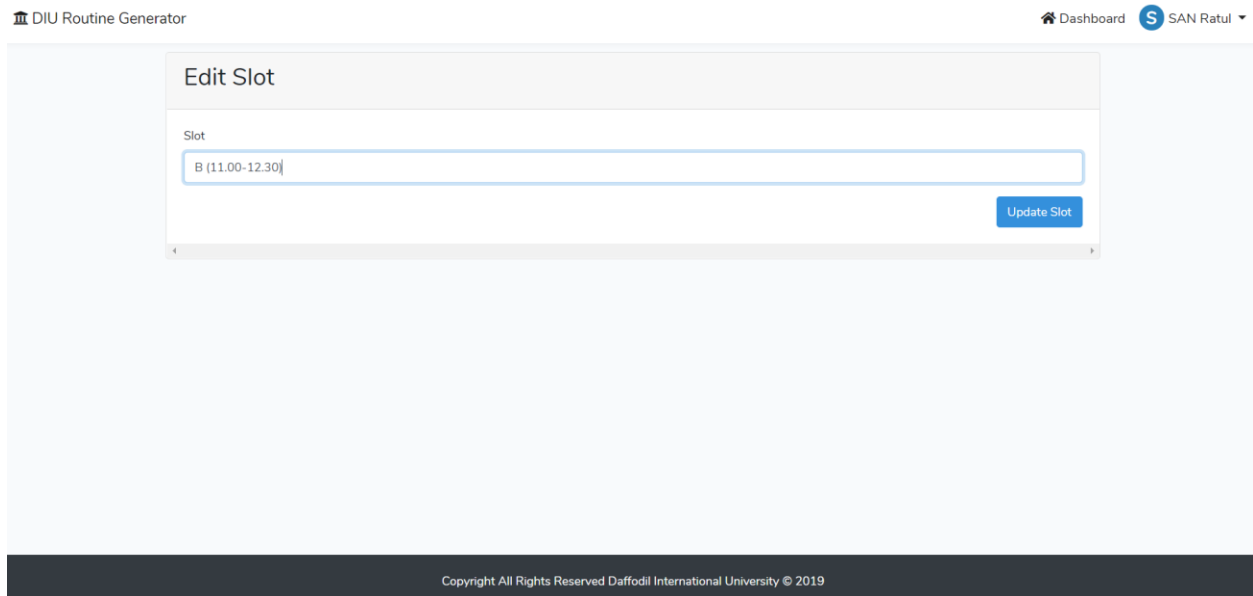 DIU Routine Generator
Dashboard S SAN Ratul
Edit Slot
Slot
B (11.00-12.30)
Update Slot
Copyright All Rights Reserved Daffodil International University © 2019